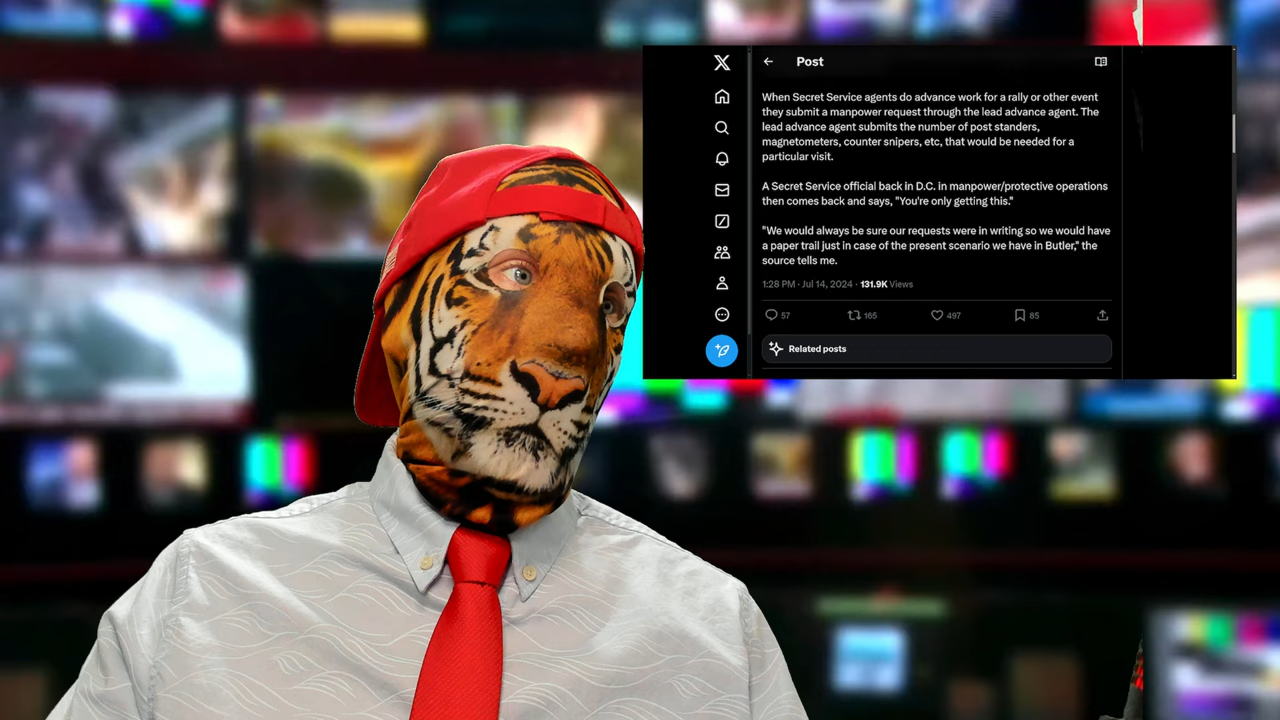 Post
When Secret Service agents do advance work for a rally or other event
they submit a manpower request through the lead advance agent. The
lead advance agent submits the number of post standers,
magnetometers, counter snipers, etc, that would be needed for a
particular visit.
A Secret Service official back in D.C. in manpower/protective operations
then comes back and says, "You're only getting this."
"We would always be sure our requests were in writing so we would have
a paper trail just in case of the present scenario we have in Butler," the
source tells me.
1:28 PM · Jul 14, 2024 · 131.9K Views
57 165 497 85
Related posts